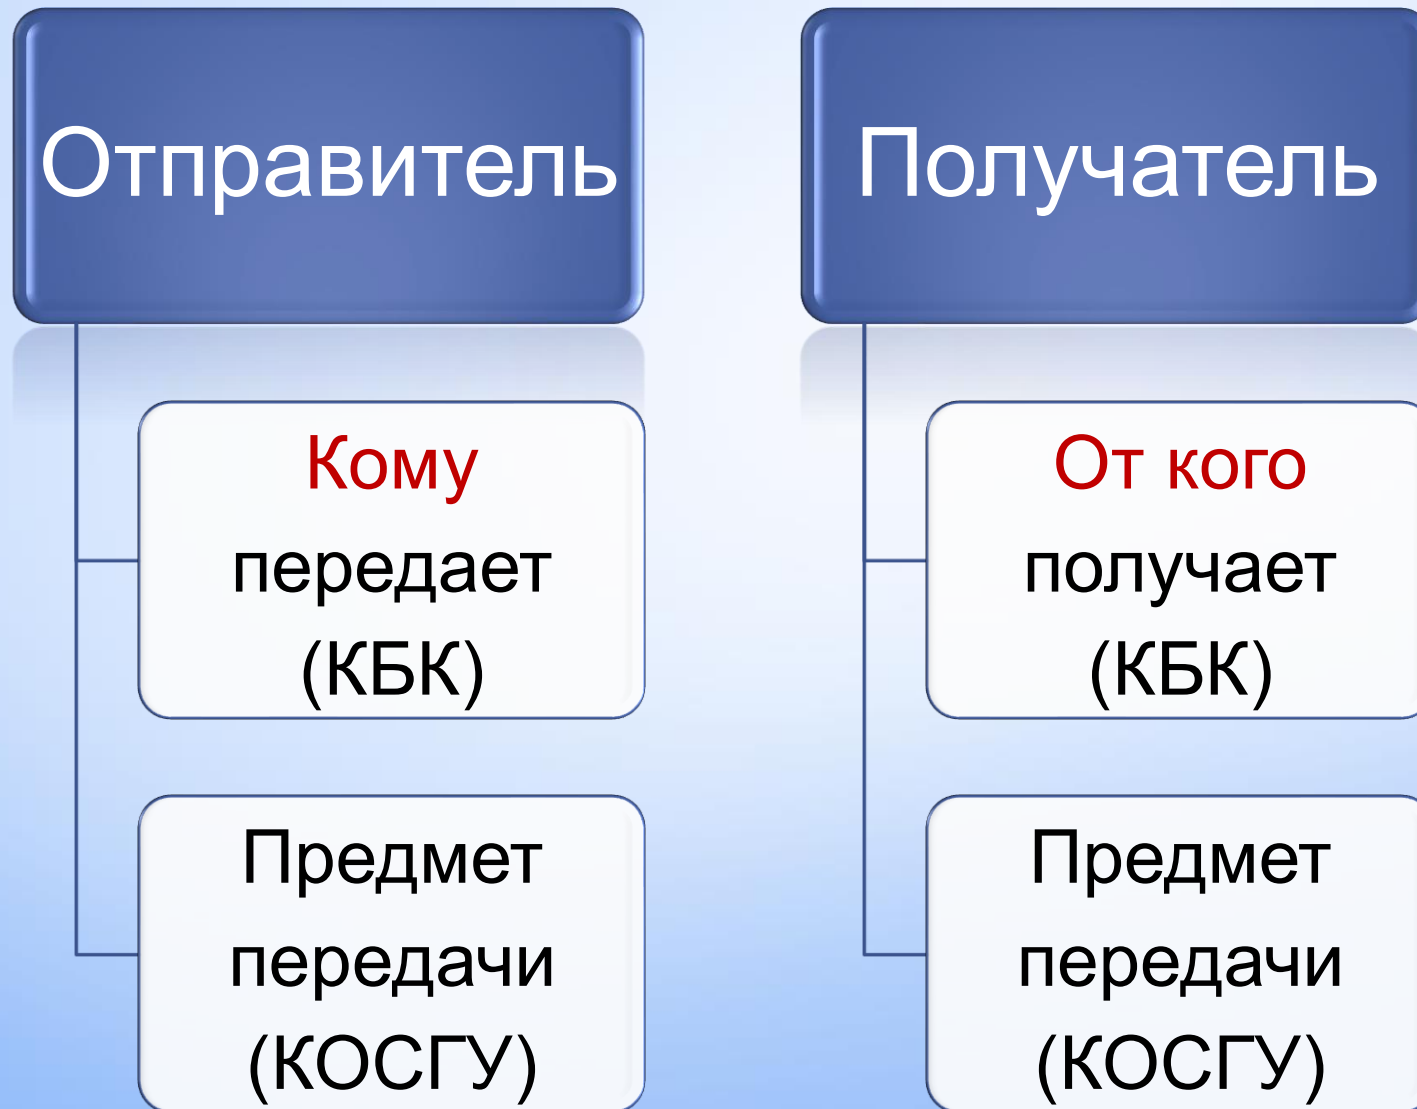 Отправитель
Кому
передает
(КБК)
Предмет
передачи
(КОСГУ)
Получатель
От кого
получает
(КБК)
Предмет
передачи
(КОСГУ)